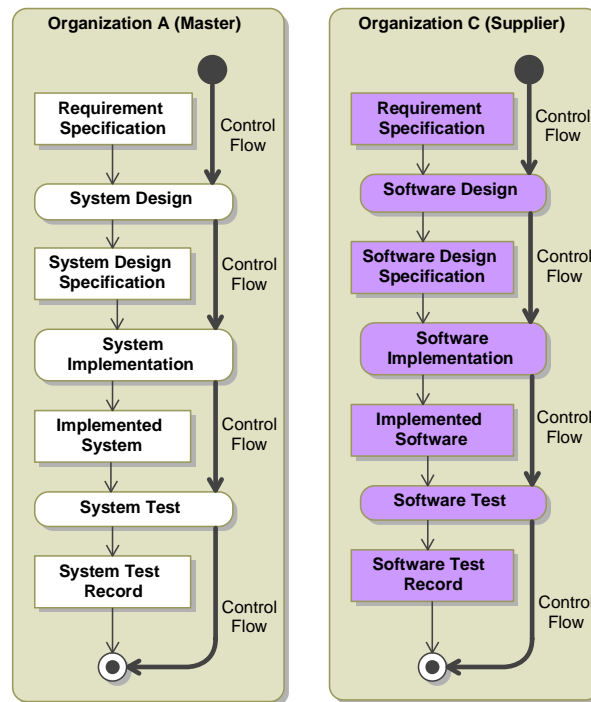 Organization A (Master)
Requirement
Specification
Control
Flow
System Design
System Design
Specification
Control
Flow
System
Implementation
Implemented
System
Control
Flow
System Test
System Test
Record
Control
Flow
Organization C (Supplier)
Requirement
Specification
Control
Flow
Software Design
Software Design
Specification
Control
Flow
Software
Implementation
Implemented
Software
Control
Flow
Software Test
Software Test
Record
Control
Flow